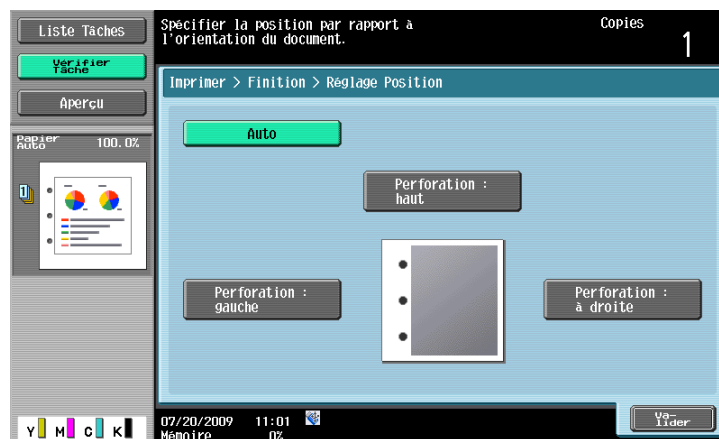 Liste Tâches
Vérifier
Tâche
Aperçu
Papier
Auto 100.0%
1
Y M C K
Spécifier la position par rapport à
l'orientation du document.
Copies
1
Imprimer > Finition > Réglage Position
Auto
Perforation :
haut
Perforation :
gauche
Perforation :
à droite
07/20/2009 11:01
Mémoire 0%
Va-
lider